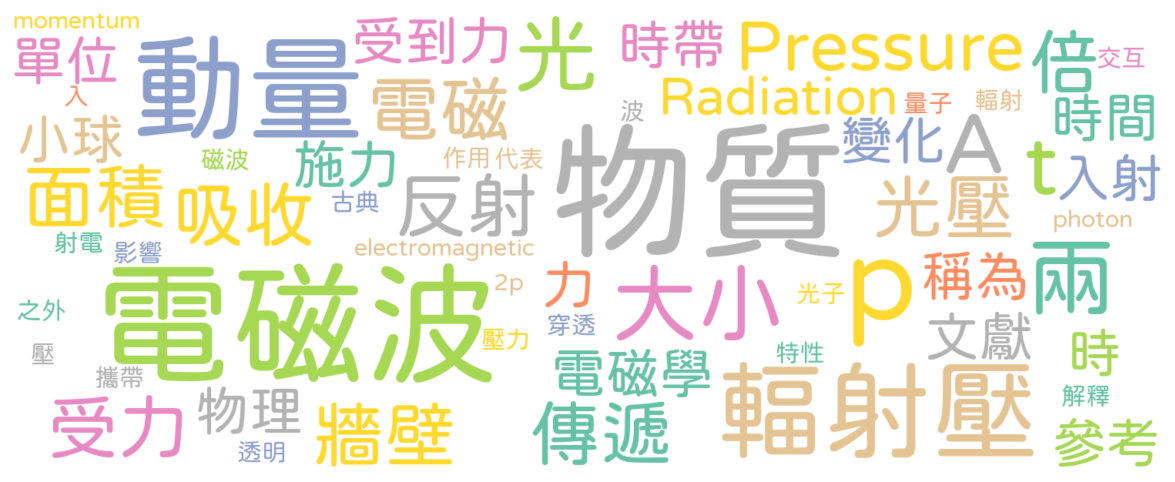 momentum
單位
入
小球
動量
受到力
光
時帶
Pressure
倍
交互
電磁
Radiation
量子
輻射
時間
波
磁波
施力
作用
代表
物質
變化
A
t
入射
面積
吸收
古典
反射
光壓
photon
射電
影響
electromagnetic
2p
力
大小
光子
p
稱為
兩
電磁波
之外
壓
攜帶
壓力
穿透
文獻
電磁學
特性
時
解釋
受力
物理
透明
牆壁
傳遞
輻射壓
參考